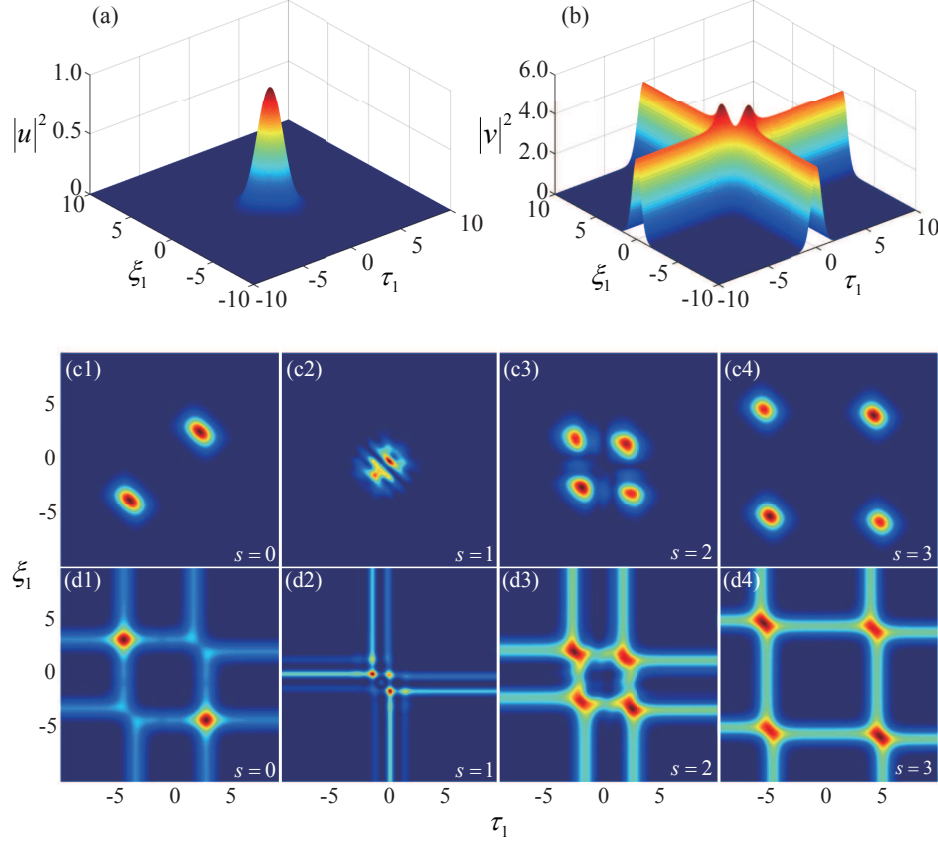 (a) (b)
1.0 6.0
|u|² 0.5 |v|² 4.0
2.0
0 0
10 10 10 10
5 5 5 5
ξ₁ 0 0 τ₁ ξ₁ 0 0 τ₁
-5 -5 -5 -5
-10 -10 -10 -10
(c1) (c2) (c3) (c4)
5
0
-5
s = 0 s = 1 s = 2 s = 3
ξ₁
(d1) (d2) (d3) (d4)
5
0
-5
s = 0 s = 1 s = 2 s = 3
-5 0 5 -5 0 5 -5 0 5 -5 0 5
τ₁